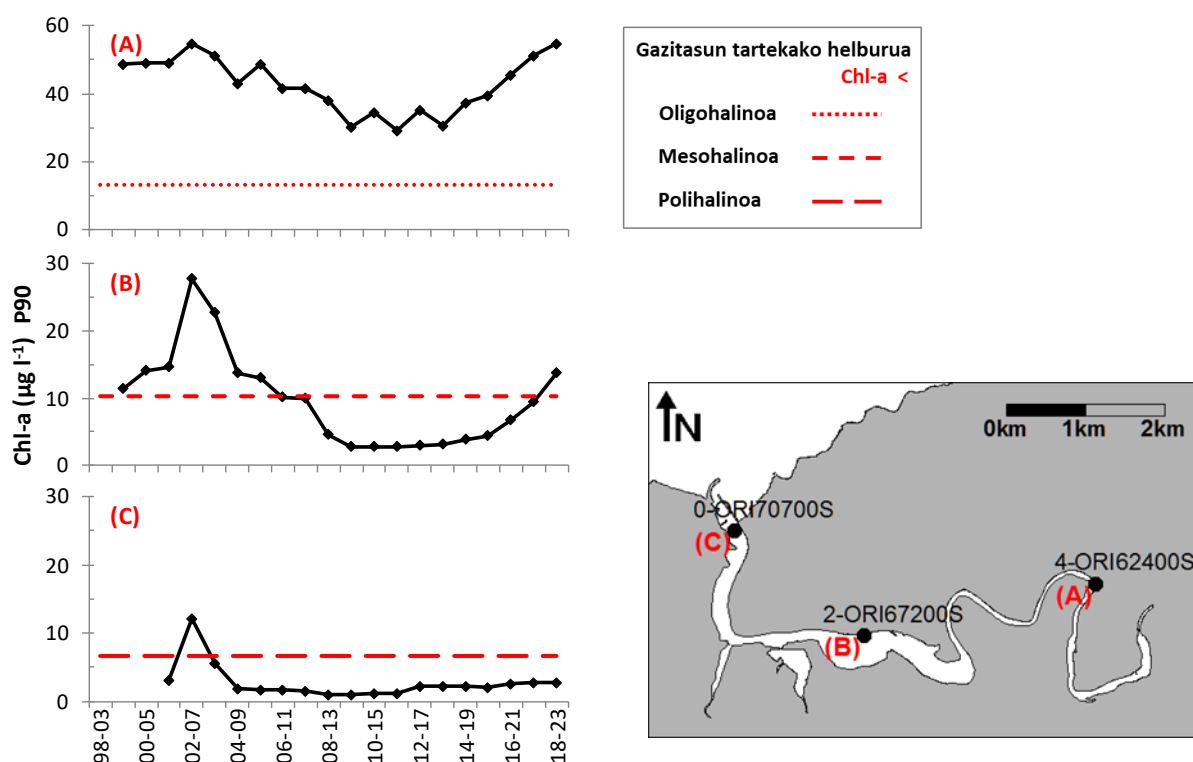 Chl-a (µg l⁻¹) P90
(A)
60
40
20
0
(B)
30
20
10
0
(C)
30
20
10
0
98-03
00-05
02-07
04-09
06-11
08-13
10-15
12-17
14-19
16-21
18-23
Gazitasun tartekako helburua
Chl-a <
Oligohalinoa
Mesohalinoa
Polihalinoa
N
0km 1km 2km
0-ORI70700S
(C)
4-ORI62400S
(A)
2-ORI67200S
(B)